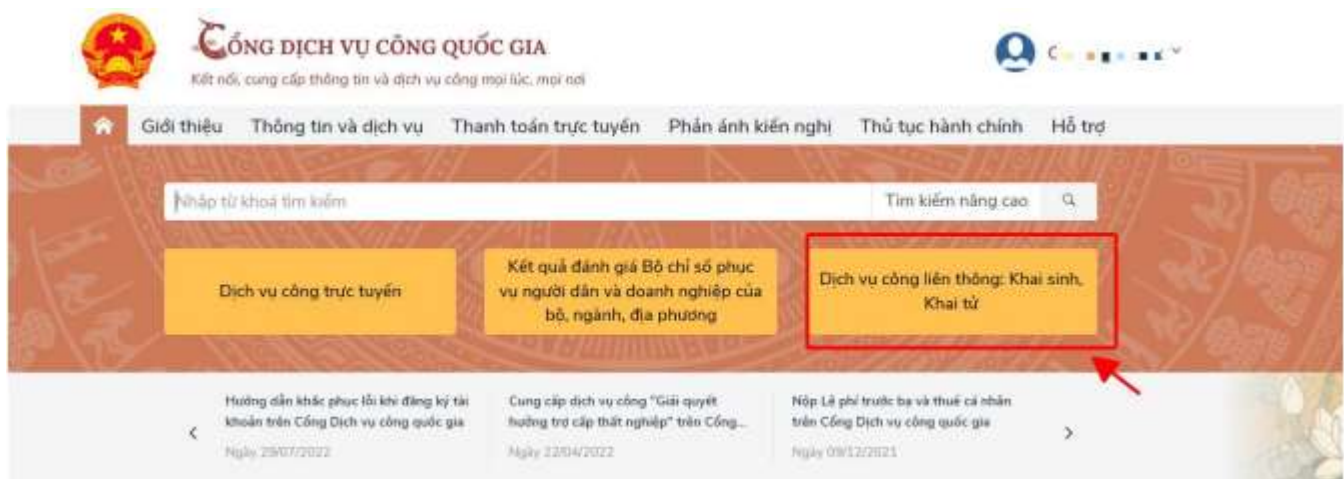 CỔNG DỊCH VỤ CÔNG QUỐC GIA
Kết nối, cung cấp thông tin và dịch vụ công mọi lúc, mọi nơi
Giới thiệu Thông tin và dịch vụ Thanh toán trực tuyến Phản ánh kiến nghị Thủ tục hành chính Hỗ trợ
Nhập từ khoá tìm kiếm Tìm kiếm nâng cao
Dịch vụ công trực tuyến
Kết quả đánh giá Bộ chỉ số phục
vụ người dân và doanh nghiệp của
bộ, ngành, địa phương
Dịch vụ công liên thông: Khai sinh,
Khai tử
Hướng dẫn khắc phục lỗi khi đăng ký tài
khoản trên Cổng Dịch vụ công quốc gia
Ngày 29/07/2022
Cung cấp dịch vụ công "Giải quyết
hưởng trợ cấp thất nghiệp" trên Cổng...
Ngày 22/04/2022
Nộp Lệ phí trước bạ và thuế cá nhân
trên Cổng Dịch vụ công quốc gia
Ngày 09/12/2021